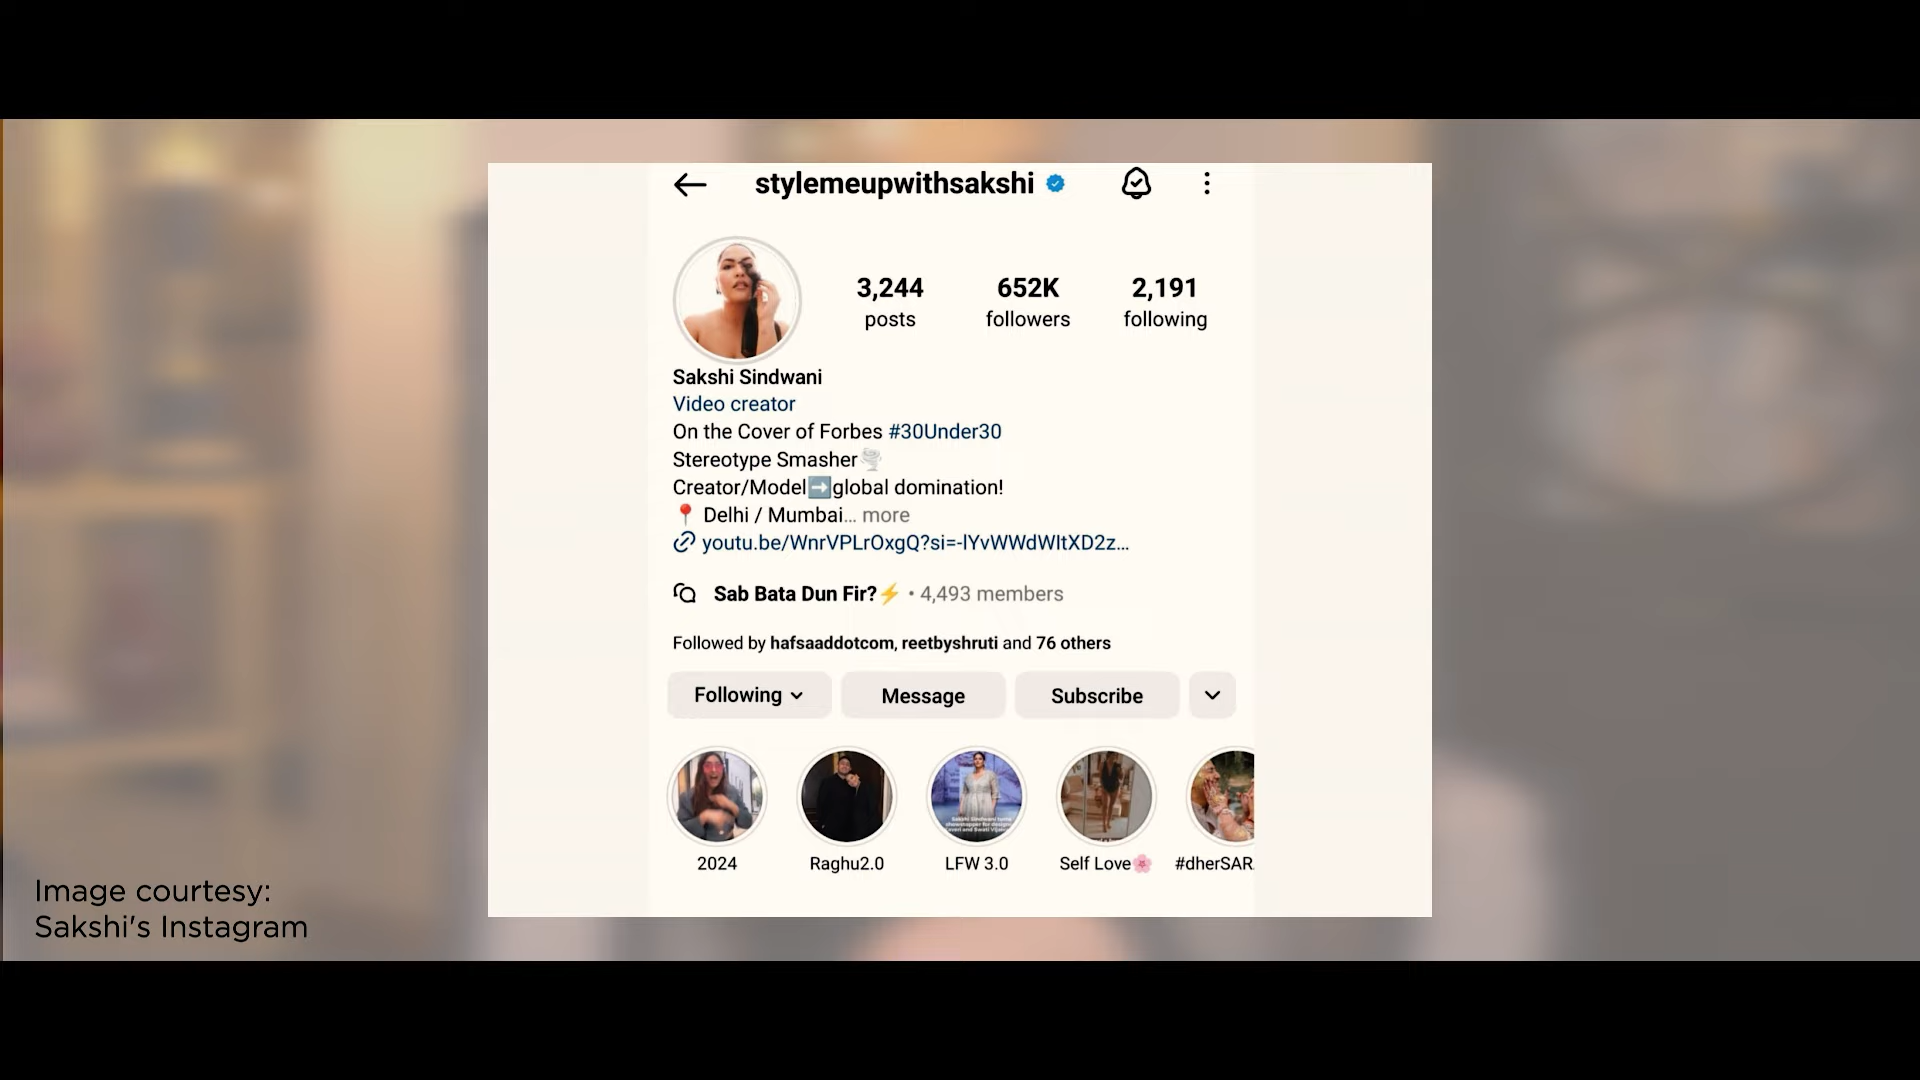 stylemeupwithsakshi
3,244 652K 2,191
posts followers following
Sakshi Sindwani
Video creator
On the Cover of Forbes #30Under30
Stereotype Smasher🌪️
Creator/Model➡️global domination!
📍 Delhi / Mumbai... more
youtu.be/WnrVPLrOxgQ?si=-lYvWWdWltXD2z...
Sab Bata Dun Fir?⚡ • 4,493 members
Followed by hafsaaddotcom, reetbyshruti and 76 others
Following Message Subscribe
2024 Raghu2.0 LFW 3.0 Self Love🌸 #dherSAR.
Image courtesy:
Sakshi's Instagram